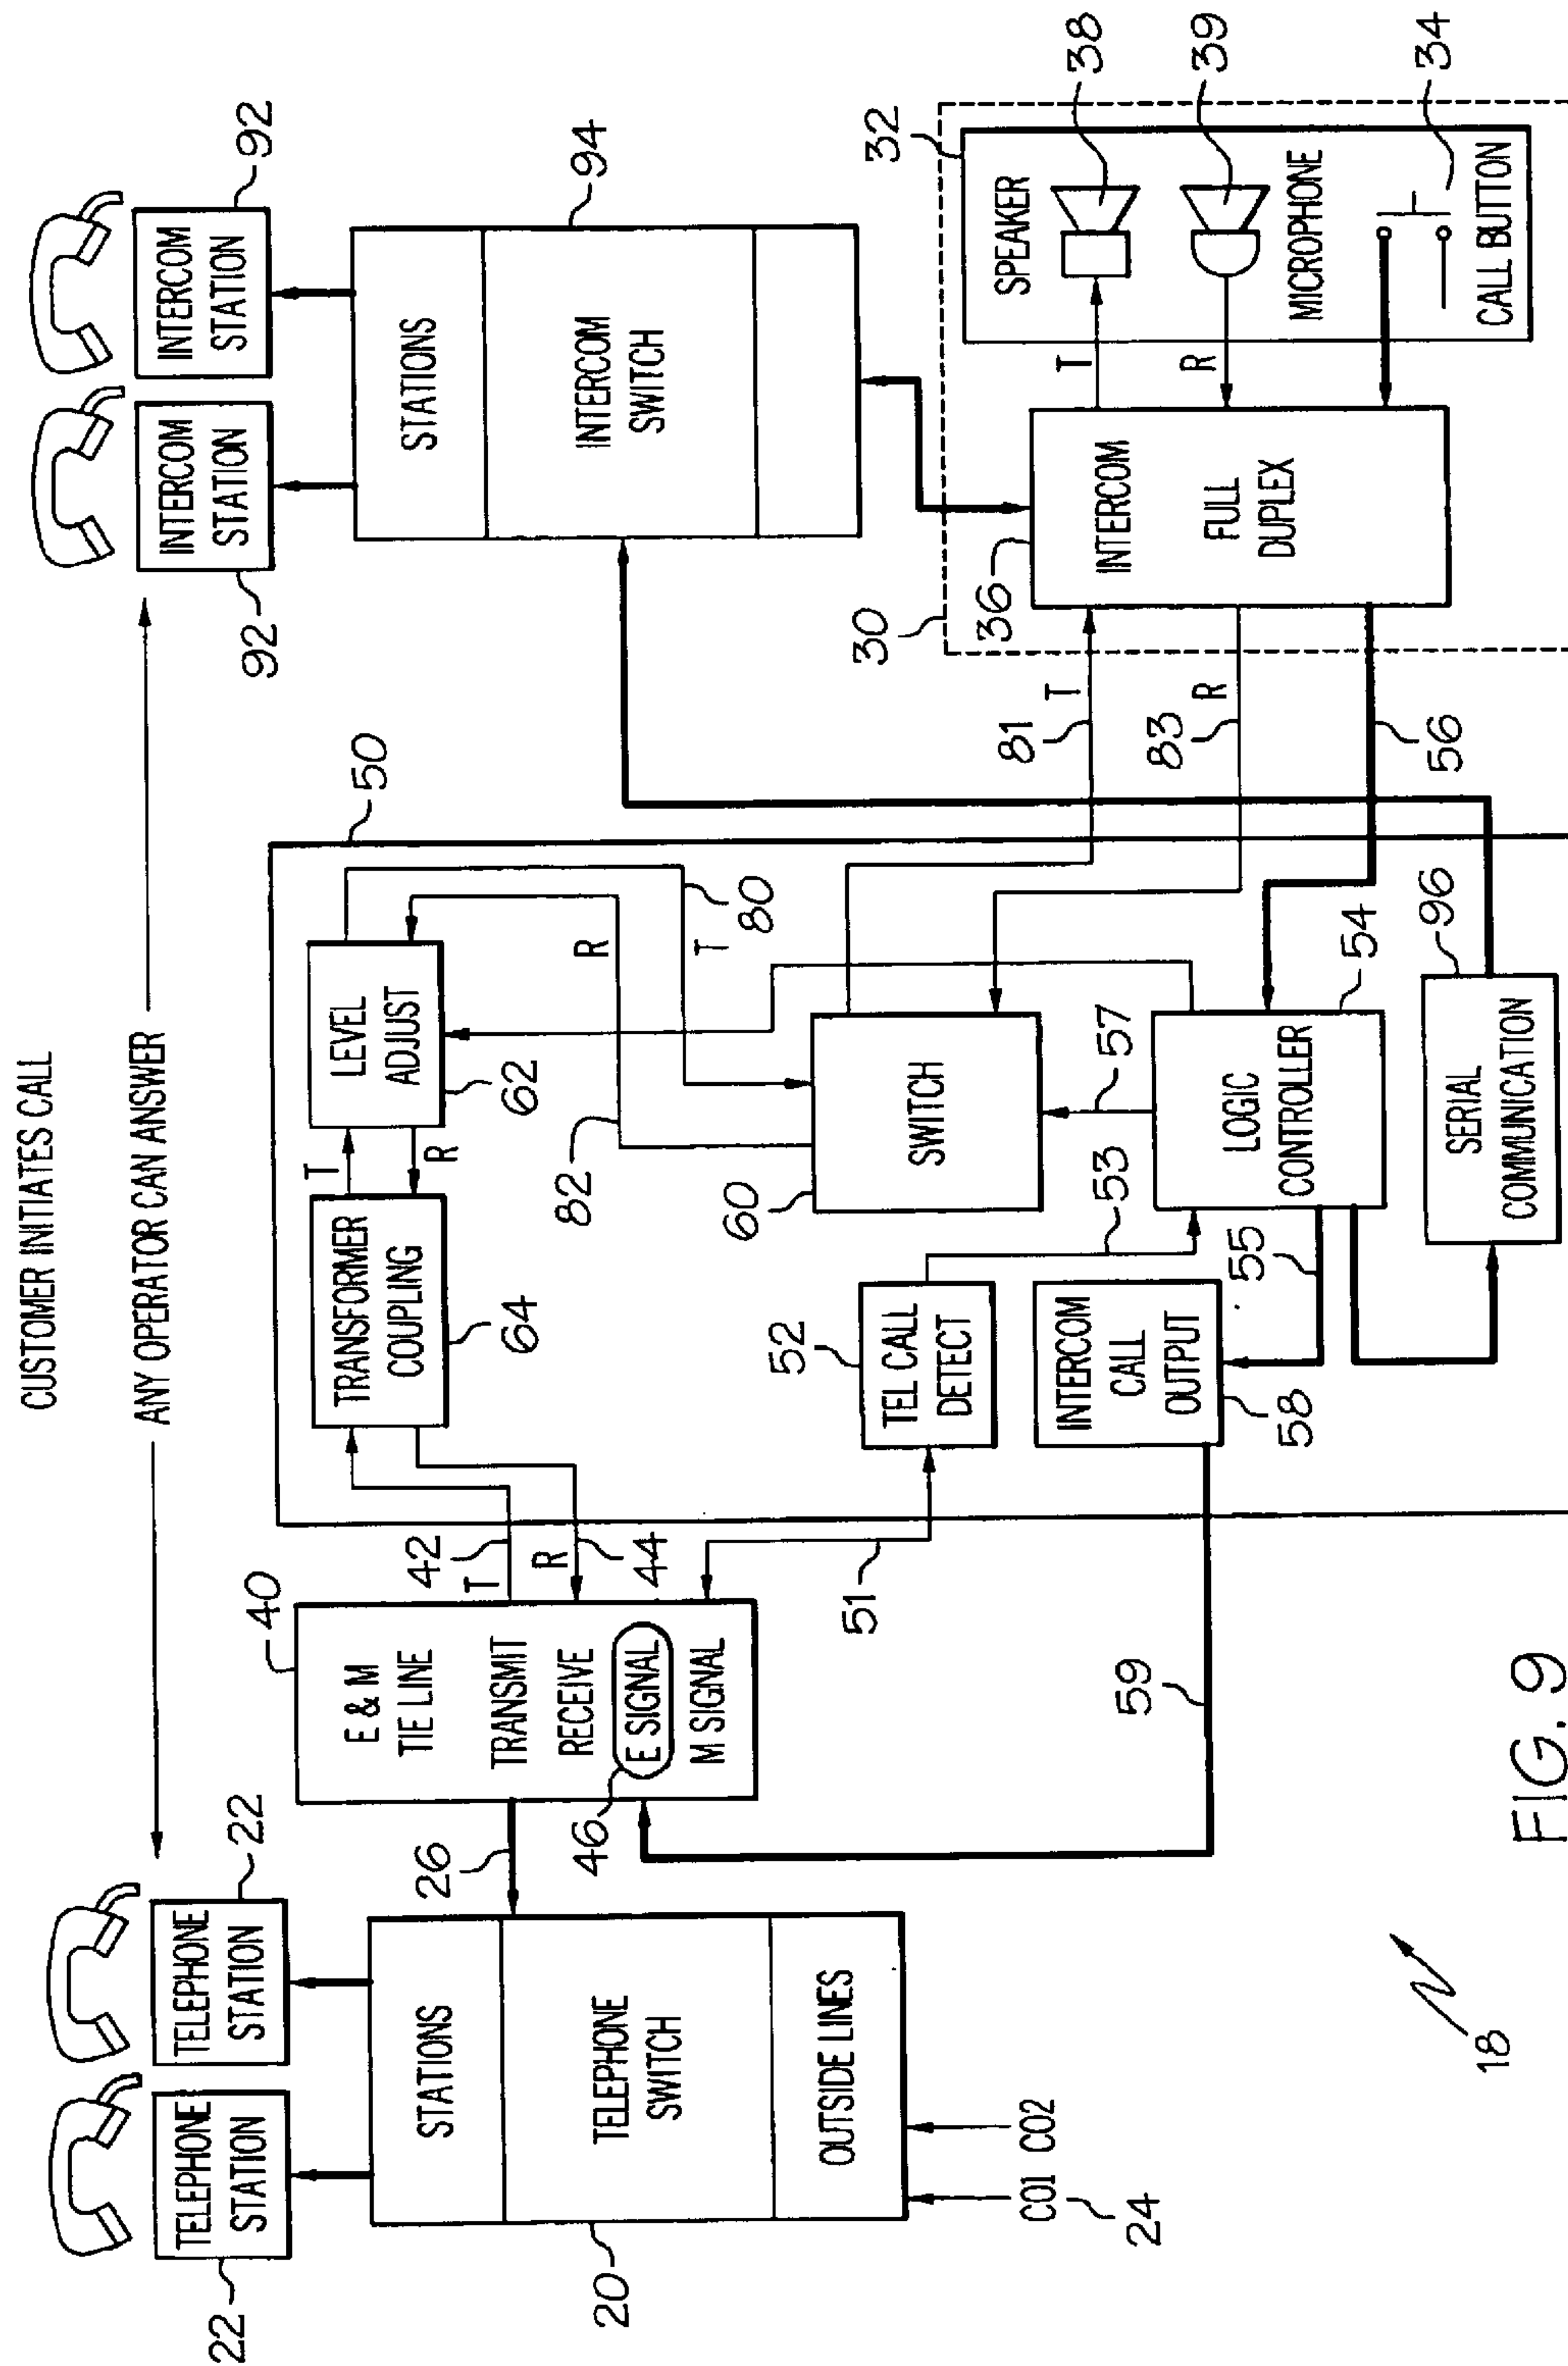 CUSTOMER INITIATES CALL
ANY OPERATOR CAN ANSWER
22
TELEPHONE
STATION
TELEPHONE
STATION
22
STATIONS
TELEPHONE
SWITCH
OUTSIDE LINES
20
CO1 CO2
24
26
40
E & M
TIE LINE
TRANSMIT
RECEIVE
E SIGNAL
M SIGNAL
46
42
T
R
44
51
59
50
TRANSFORMER
COUPLING
64
T
R
LEVEL
ADJUST
62
R
82
T
80
52
TEL CALL
DETECT
53
INTERCOM
CALL
OUTPUT
58
55
60
SWITCH
57
LOGIC
CONTROLLER
54
SERIAL
COMMUNICATION
96
81
T
83
R
56
92
INTERCOM
STATION
INTERCOM
STATION
92
STATIONS
INTERCOM
SWITCH
94
30
36
INTERCOM
FULL
DUPLEX
T
R
32
SPEAKER
38
39
MICROPHONE
34
CALL BUTTON
18
FIG. 9